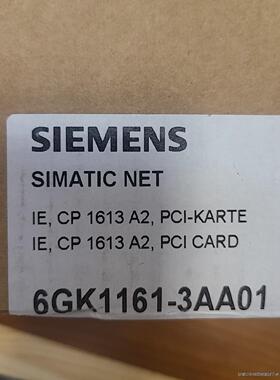 SIEMENS
SIMATIC NET
IE, CP 1613 A2, PCI-KARTE
IE, CP 1613 A2, PCI CARD
6GK1161-3AA01